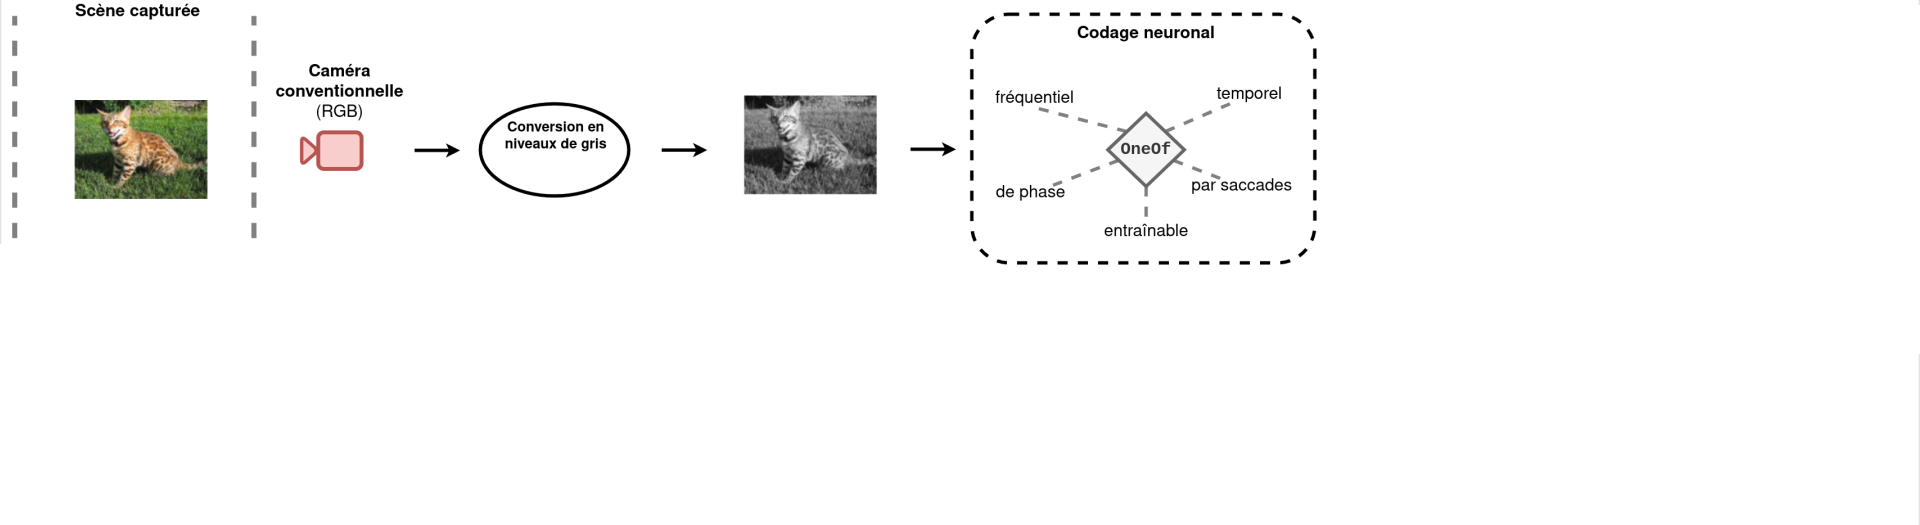 Scène capturée
Caméra
conventionnelle
(RGB)
Conversion en
niveaux de gris
Codage neuronal
fréquentiel
temporel
OneOf
de phase
par saccades
entraînable